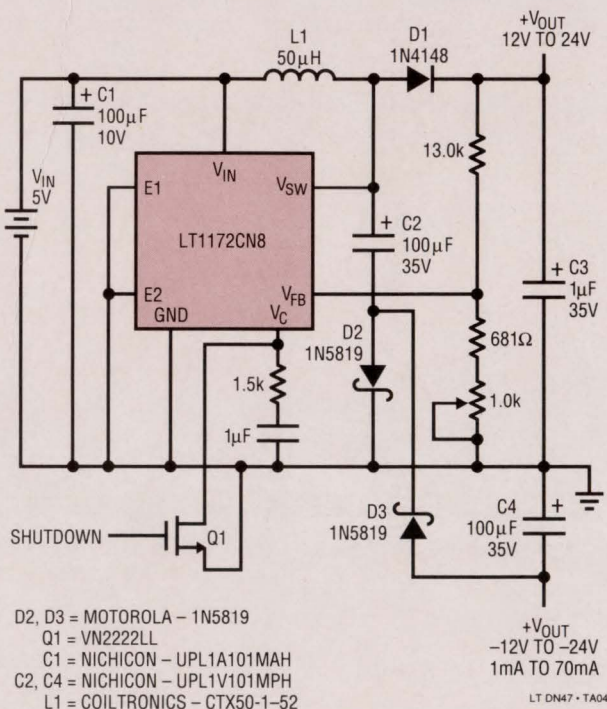 L1
50µH
D1
1N4148
+VOUT
12V TO 24V
+ C1
100µF
10V
VIN
5V
VIN
E1
VSW
13.0k
LT1172CN8
+ C2
100µF
35V
E2
VFB
GND
VC
C3
1µF
35V
+
D2
1N5819
681Ω
1.5k
1.0k
1µF
D3
1N5819
C4
100µF
35V
+
SHUTDOWN
Q1
+VOUT
–12V TO –24V
1mA TO 70mA
D2, D3 = MOTOROLA – 1N5819
Q1 = VN2222LL
C1 = NICHICON – UPL1A101MAH
C2, C4 = NICHICON – UPL1V101MPH
L1 = COILTRONICS – CTX50-1–52
LT DN47 • TA04